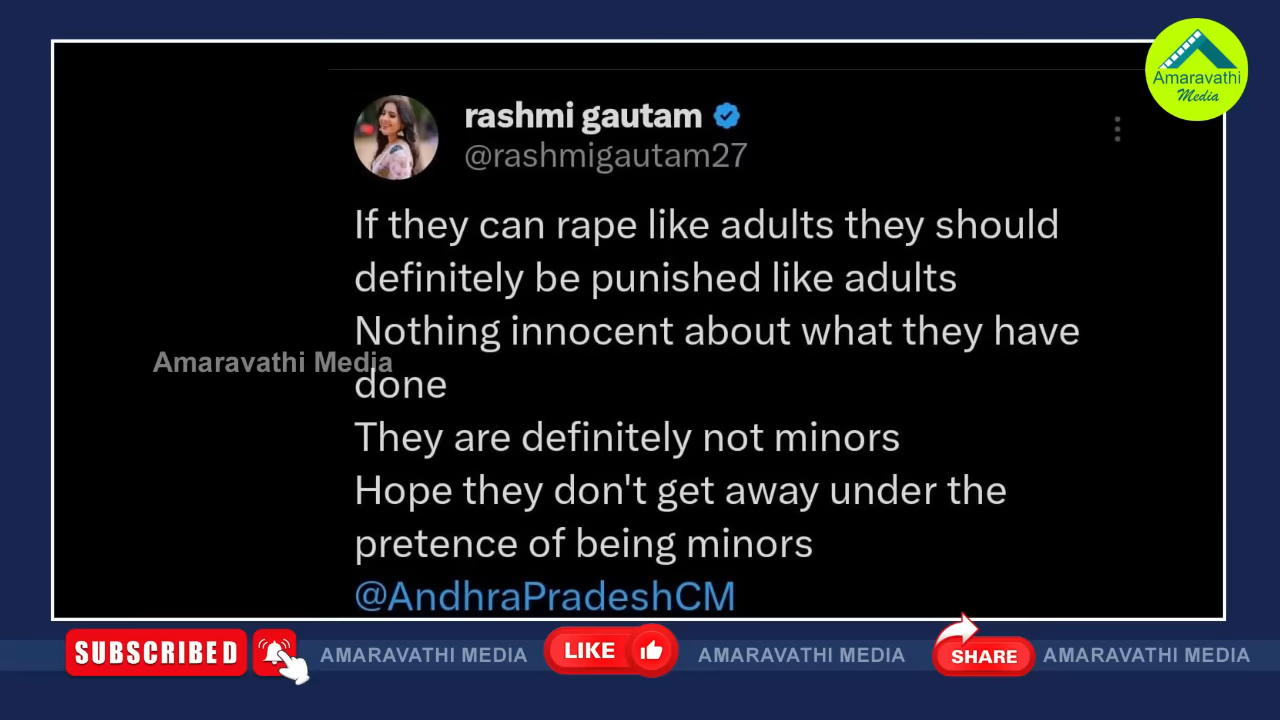 Amaravathi
Media
rashmi gautam
@rashmigautam27
If they can rape like adults they should
definitely be punished like adults
Nothing innocent about what they have
done
They are definitely not minors
Hope they don't get away under the
pretence of being minors
@AndhraPradeshCM
Amaravathi Media
SUBSCRIBED
AMARAVATHI MEDIA
LIKE
AMARAVATHI MEDIA
SHARE
AMARAVATHI MEDIA